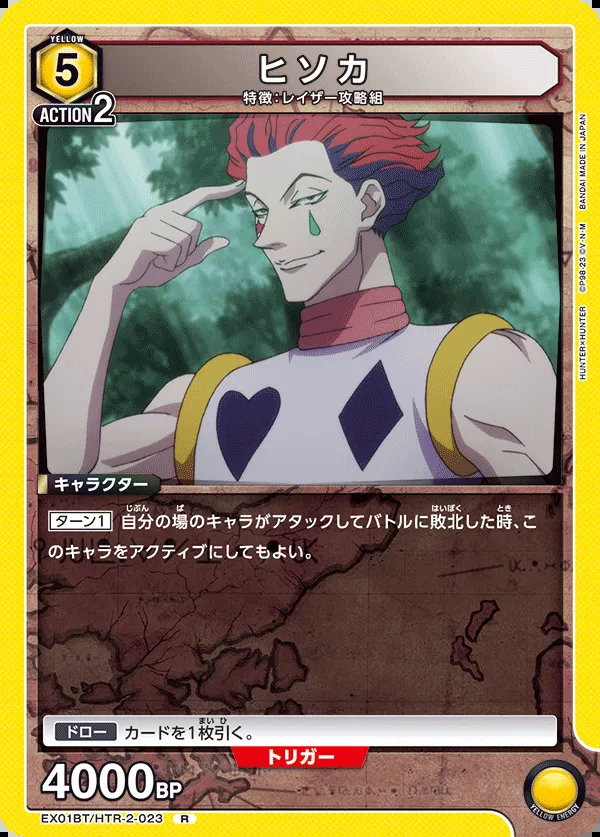 YELLOW
5
ヒソカ
特徴:レイザー攻略組
ACTION2
HUNTER×HUNTER ©P98-23 ©V・N・M BANDAI MADE IN JAPAN
キャラクター
ターン1 自分の場のキャラがアタックしてバトルに敗北した時、こ
のキャラをアクティブにしてもよい。
ドロー カードを1枚引く。
トリガー
4000BP
YELLOW ENERGY
EX01BT/HTR-2-023 R